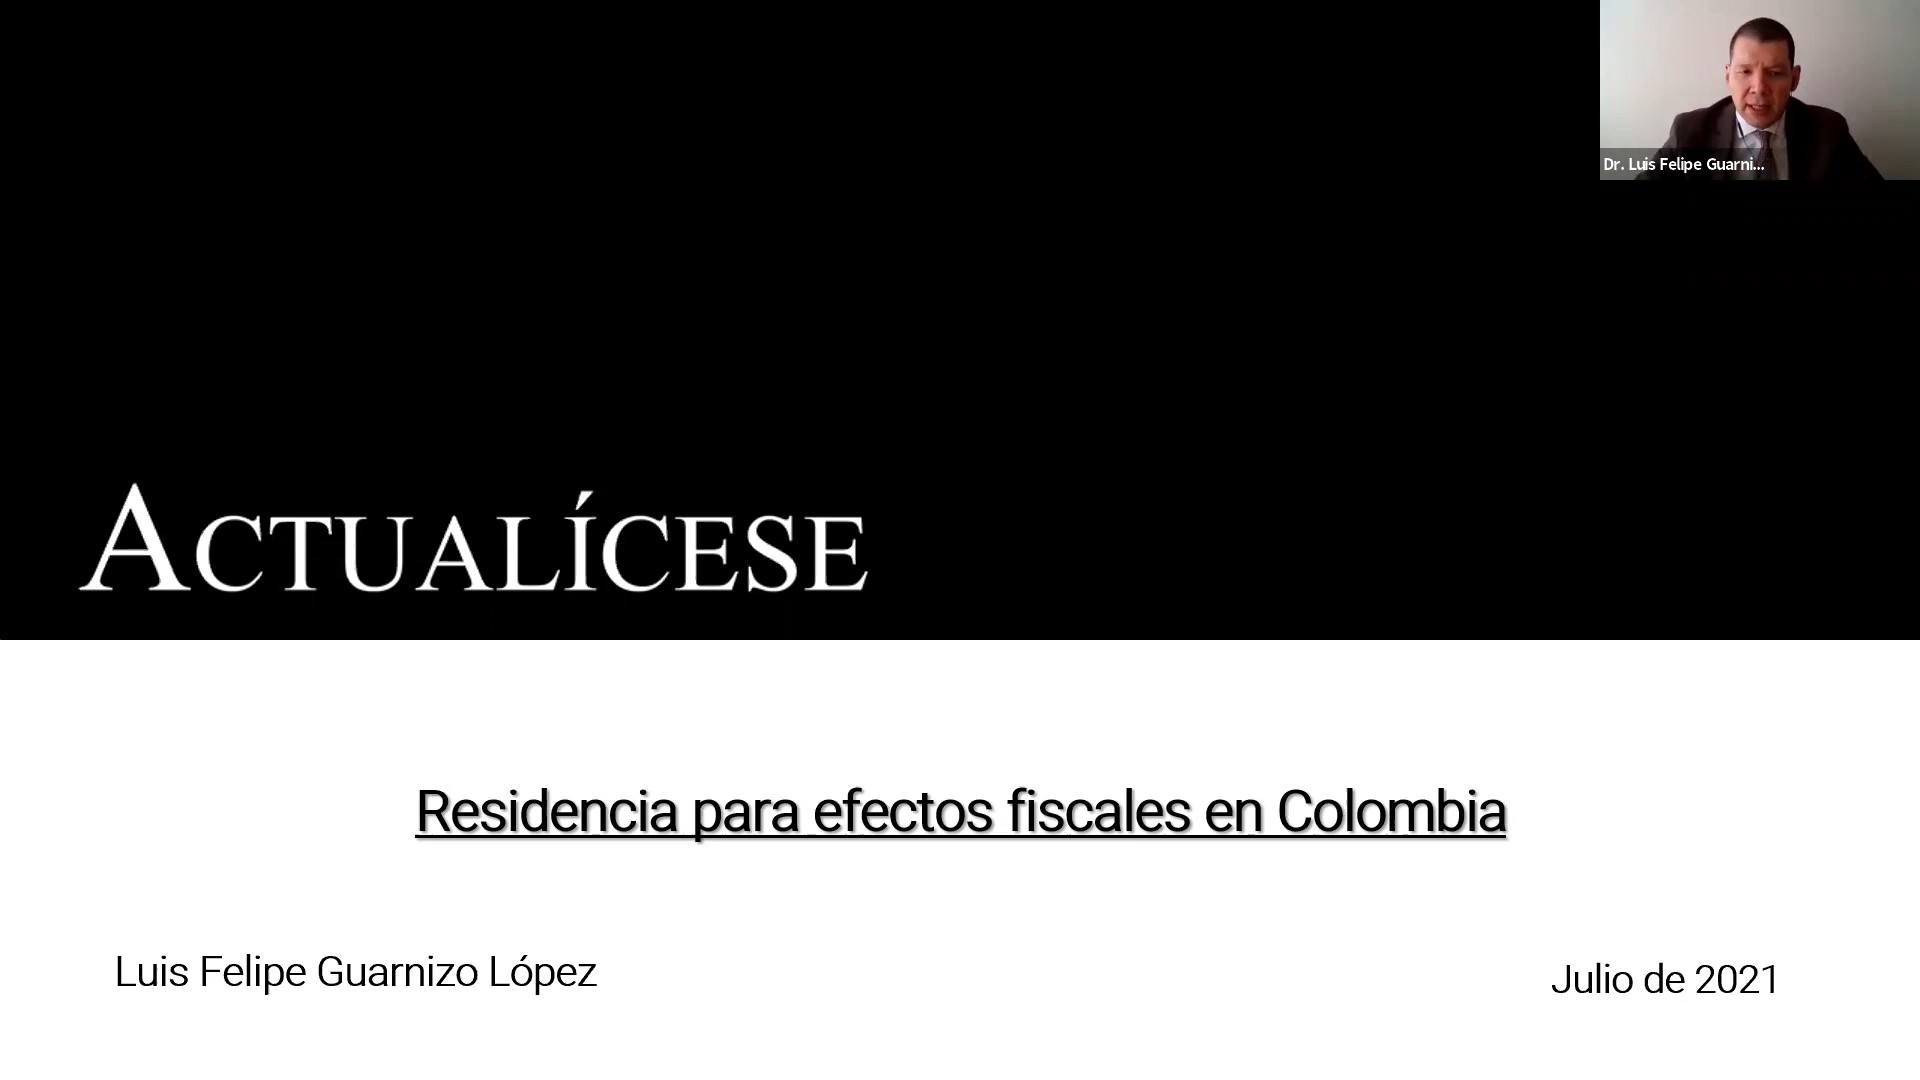 Dr. Luis Felipe Guarni...
ACTUALÍCESE
Residencia para efectos fiscales en Colombia
Luis Felipe Guarnizo López
Julio de 2021